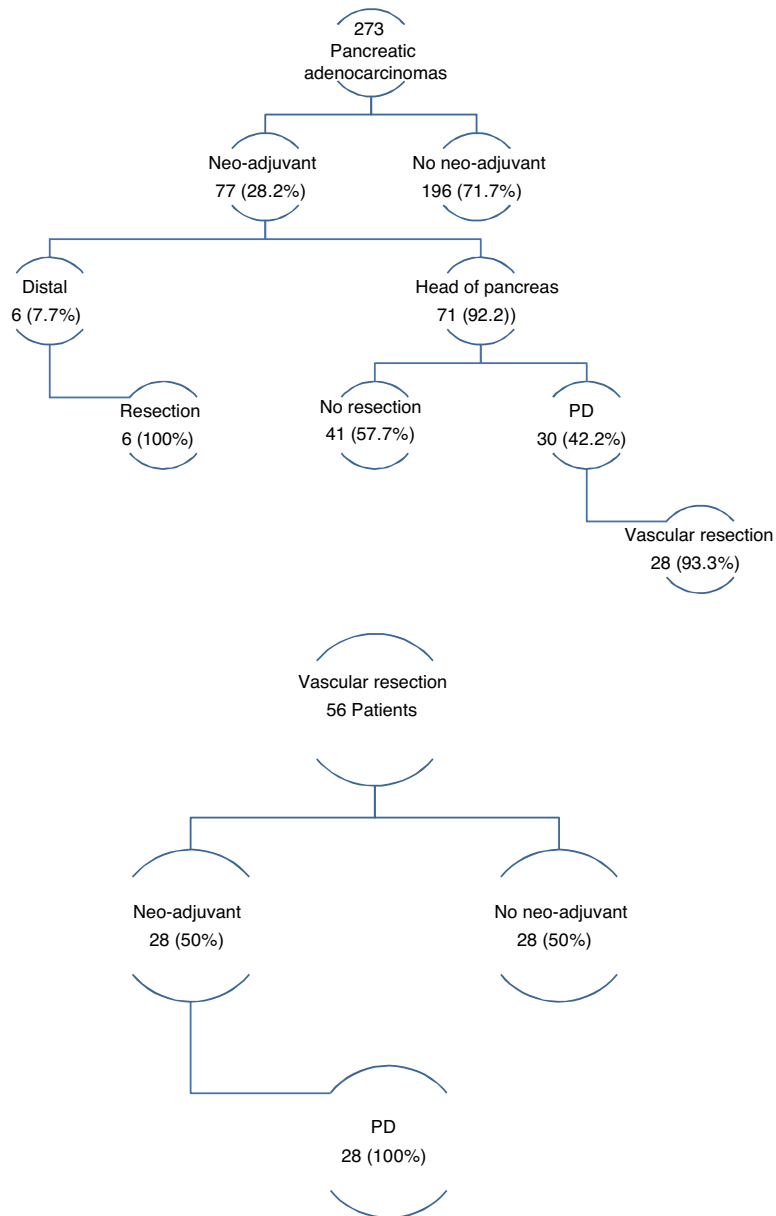 273
Pancreatic
adenocarcinomas
Neo-adjuvant
77 (28.2%)
No neo-adjuvant
196 (71.7%)
Distal
6 (7.7%)
Head of pancreas
71 (92.2))
Resection
6 (100%)
No resection
41 (57.7%)
PD
30 (42.2%)
Vascular resection
28 (93.3%)
Vascular resection
56 Patients
Neo-adjuvant
28 (50%)
No neo-adjuvant
28 (50%)
PD
28 (100%)